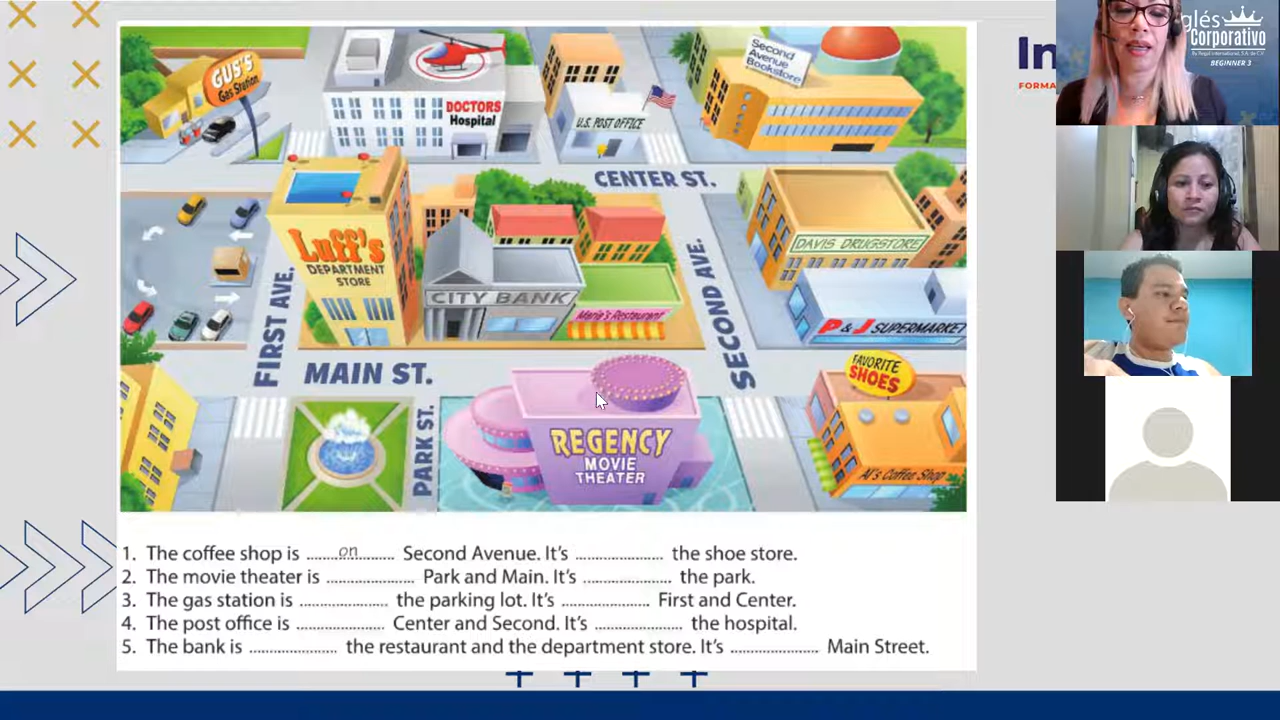 GUS'S
Gas Station
DOCTORS
Hospital
U.S. POST OFFICE
Second
Avenue
Bookstore
CENTER ST.
Luff's
DEPARTMENT
STORE
CITY BANK
Maria's Restaurant
DAVIS DRUGSTORE
P & J SUPERMARKET
FIRST AVE.
SECOND AVE.
MAIN ST.
PARK ST.
REGENCY
MOVIE
THEATER
FAVORITE
SHOES
Al's Coffee Shop
1. The coffee shop is ........on.......... Second Avenue. It's ...................... the shoe store.
2. The movie theater is ...................... Park and Main. It's ...................... the park.
3. The gas station is ...................... the parking lot. It's ...................... First and Center.
4. The post office is ...................... Center and Second. It's ...................... the hospital.
5. The bank is ...................... the restaurant and the department store. It's ...................... Main Street.
In
FORMA
glés
Corporativo
BEGINNER 3